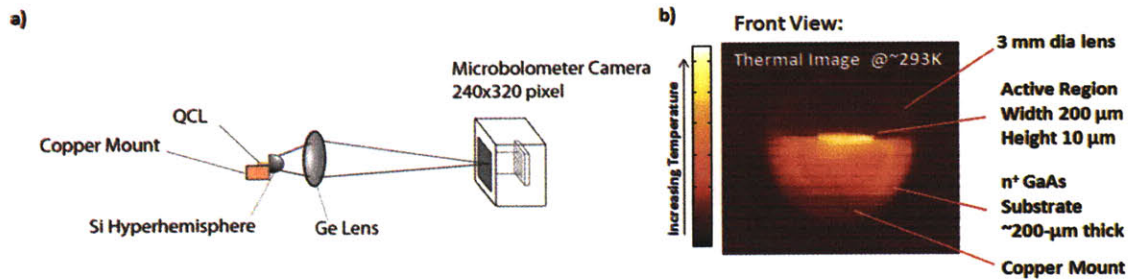 a)
Microbolometer Camera
240x320 pixel
QCL
Copper Mount
Si Hyperhemisphere
Ge Lens
b)
Front View:
Increasing Temperature
Thermal Image @~293K
3 mm dia lens
Active Region
Width 200 μm
Height 10 μm
n⁺ GaAs
Substrate
~200-μm thick
Copper Mount